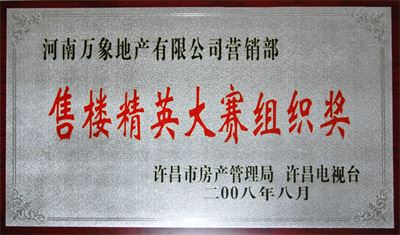 河南万象地产有限公司营销部
售楼精英大赛组织奖
许昌市房产管理局 许昌电视台
二00八年八月